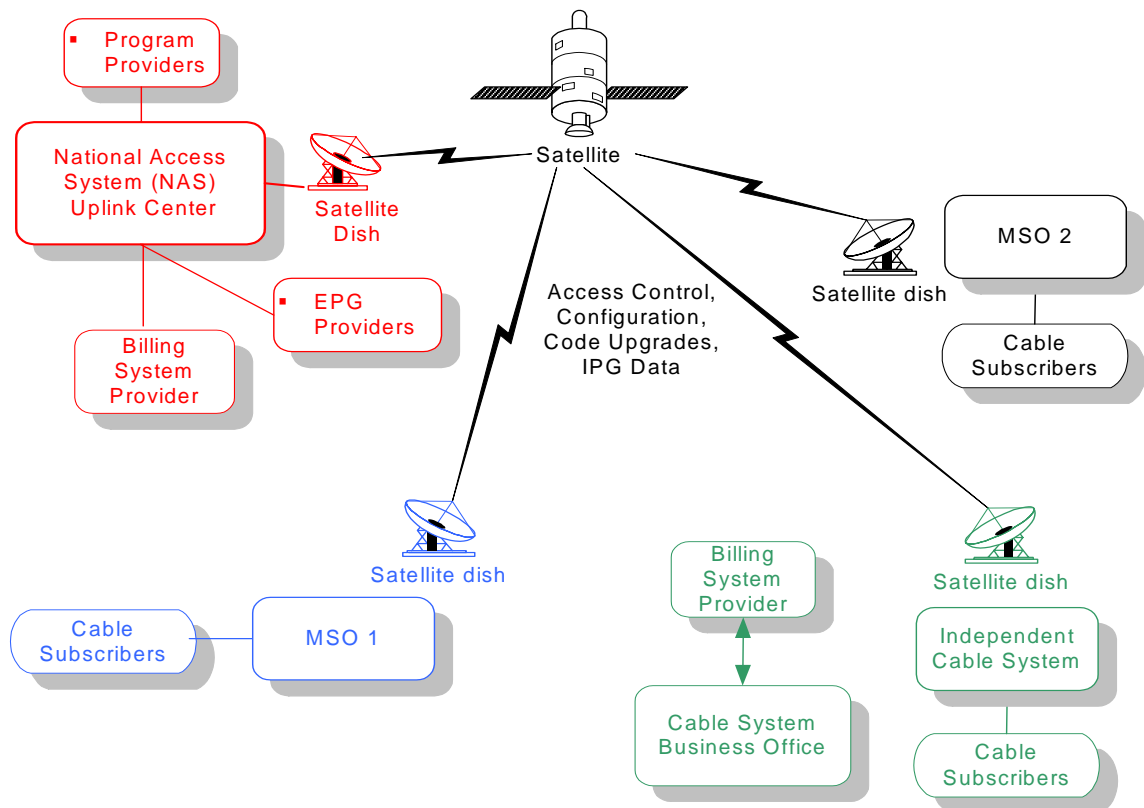 Program
Providers
National Access
System (NAS)
Uplink Center
Satellite
Dish
EPG
Providers
Billing
System
Provider
Satellite
Access Control,
Configuration,
Code Upgrades,
IPG Data
MSO 2
Satellite dish
Cable
Subscribers
Satellite dish
MSO 1
Cable
Subscribers
Billing
System
Provider
Cable System
Business Office
Satellite dish
Independent
Cable System
Cable
Subscribers